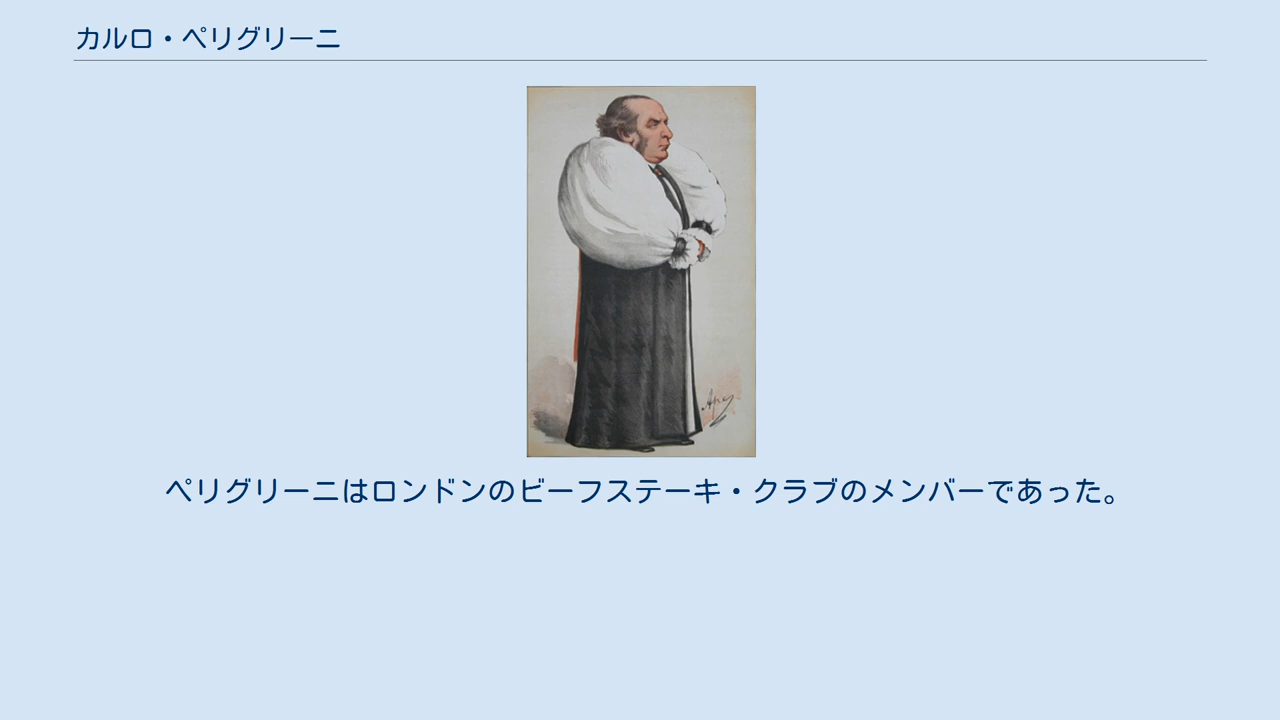 カルロ・ペリグリーニ
Ape
ペリグリーニはロンドンのビーフステーキ・クラブのメンバーであった。